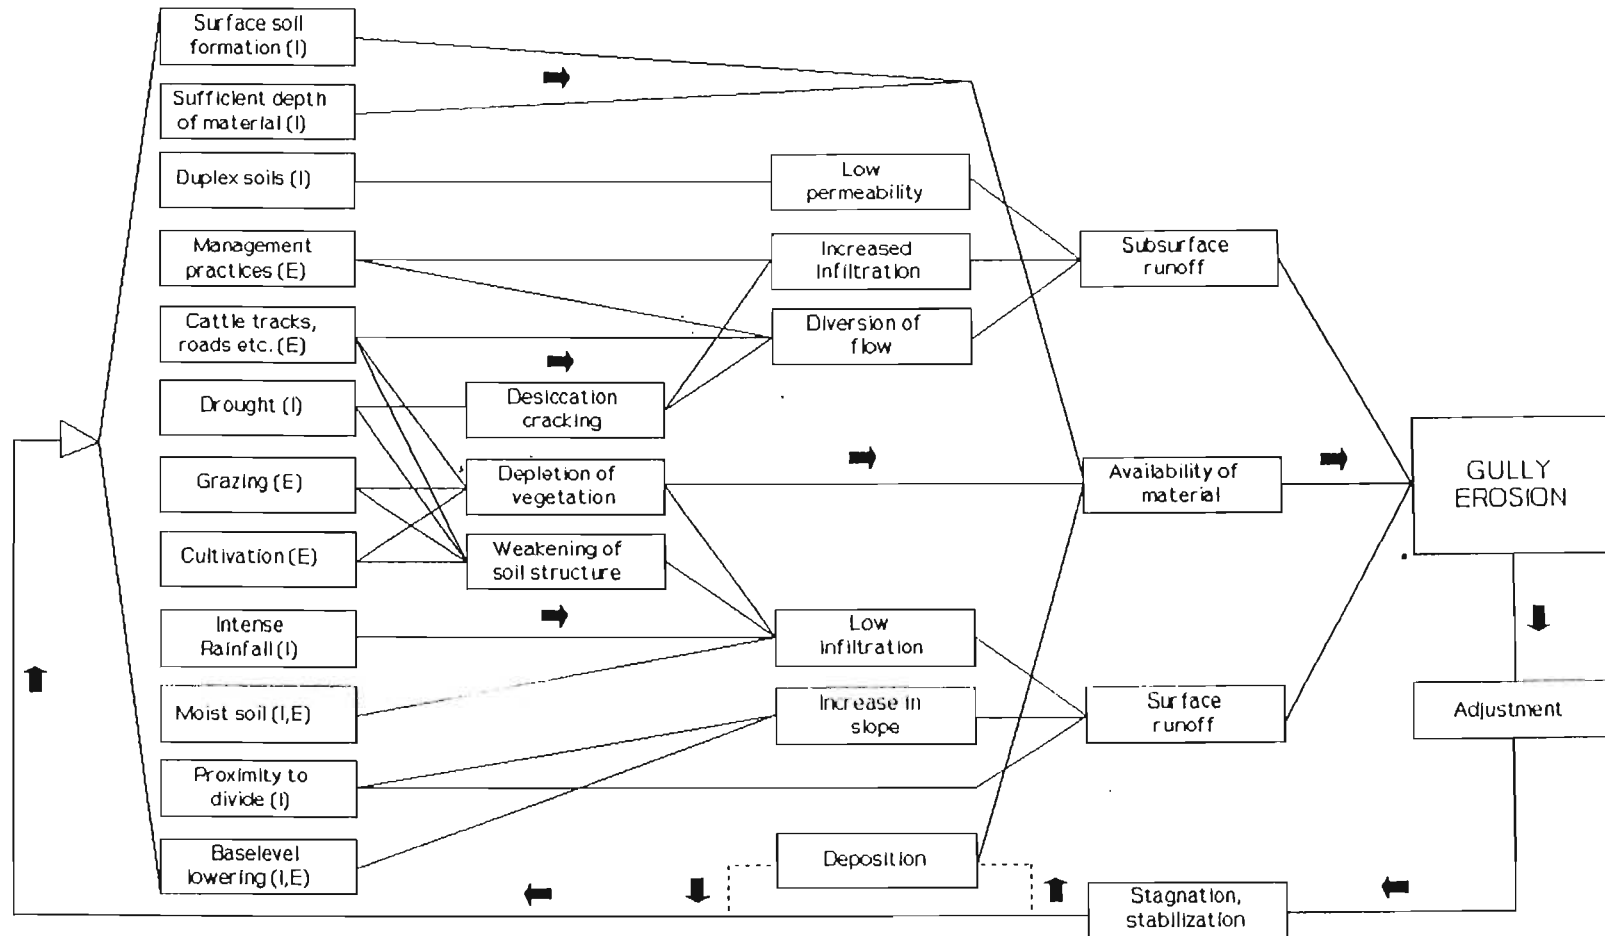 Surface soil
formation (I)
Sufficient depth
of material (I)
Duplex soils (I)
Management
practices (E)
Cattle tracks,
roads etc. (E)
Drought (I)
Grazing (E)
Cultivation (E)
Intense
Rainfall (I)
Moist soil (I,E)
Proximity to
divide (I)
Baselevel
lowering (I,E)
Desiccation
cracking
Depletion of
vegetation
Weakening of
soil structure
Low
permeability
Increased
Infiltration
Diversion of
flow
Low
Infiltration
Increase in
slope
Deposition
Subsurface
runoff
Availability of
material
Surface
runoff
Stagnation,
stabilization
GULLY
EROSION
Adjustment